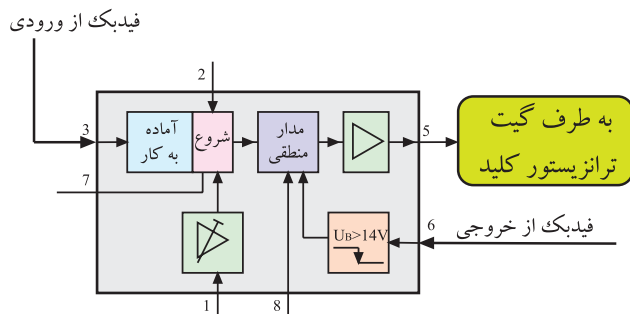 فیدبک از ورودی
2
3
آماده
به کار
شروع
مدار
منطقی
5
به طرف گیت
ترانزیستور کلید
7
6
فیدبک از خروجی
UB>14V
1
8